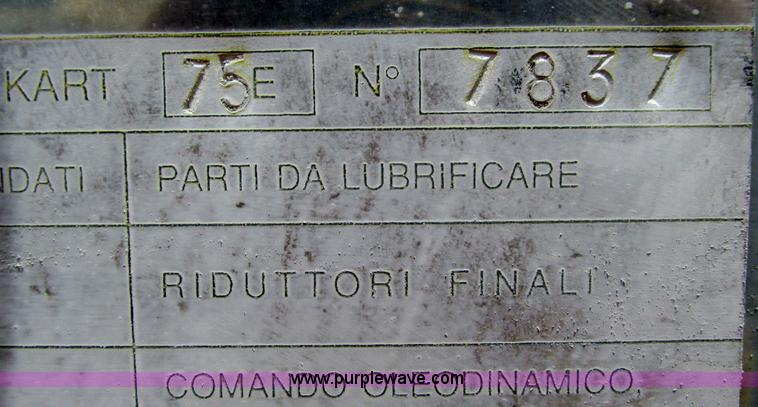 KART 75E N° 7837
NDATI PARTI DA LUBRIFICARE
RIDUTTORI FINALI
COMANDO OLEODINAMICO,
www.purplewave.com